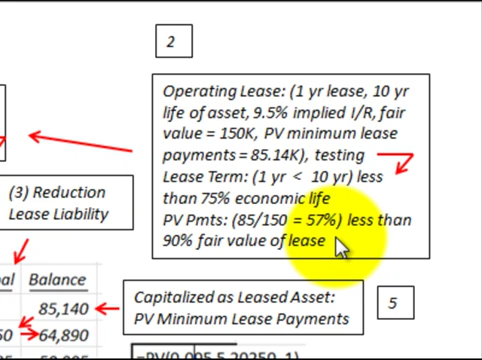 2
Operating Lease: (1 yr lease, 10 yr
life of asset, 9.5% implied I/R, fair
value = 150K, PV minimum lease
payments = 85.14K), testing
Lease Term: (1 yr < 10 yr) less
than 75% economic life
PV Pmts: (85/150 = 57%) less than
90% fair value of lease
(3) Reduction
Lease Liability
Balance
85,140
64,890
Capitalized as Leased Asset:
PV Minimum Lease Payments
5